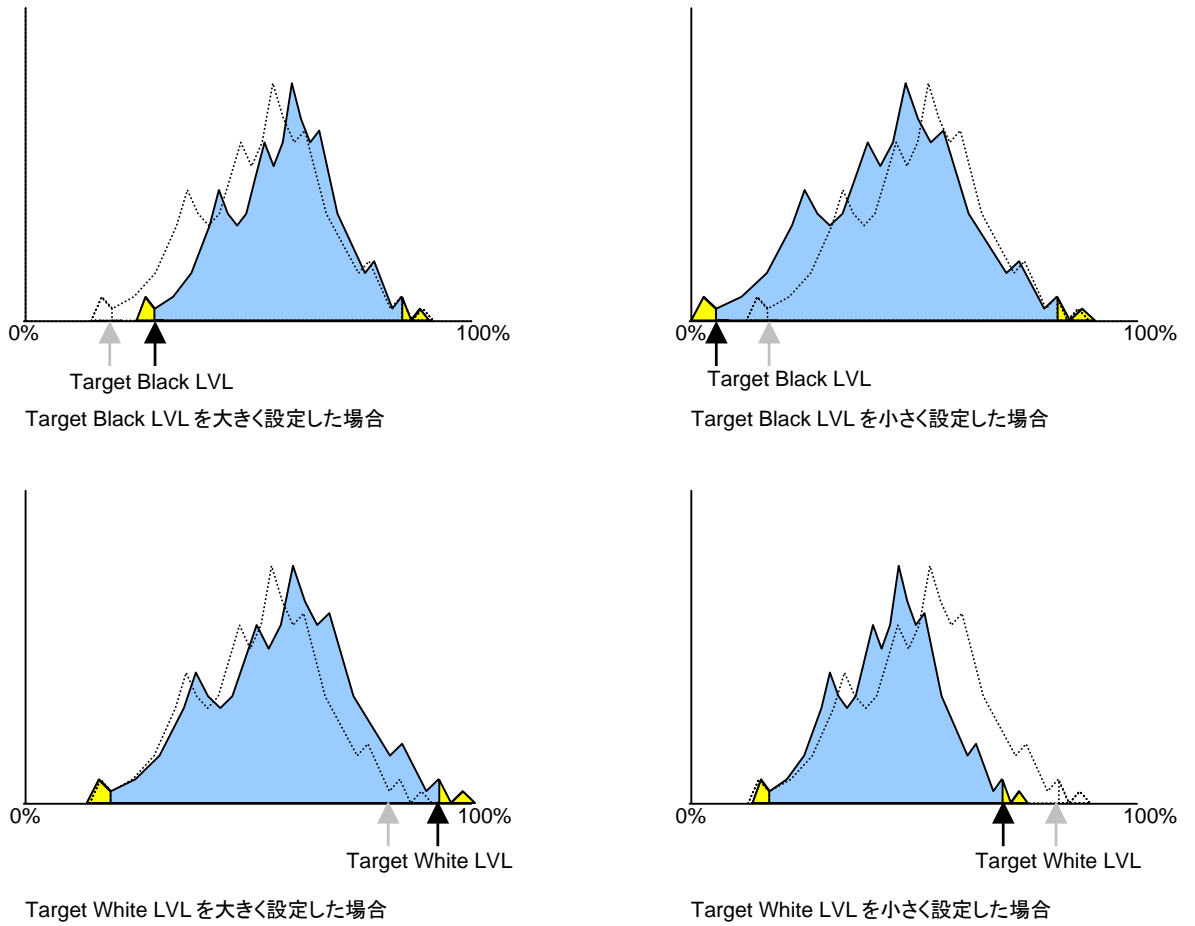 0% 100% 0% 100%
Target Black LVL Target Black LVL
Target Black LVL を大きく設定した場合 Target Black LVL を小さく設定した場合
0% 100% 0% 100%
Target White LVL Target White LVL
Target White LVL を大きく設定した場合 Target White LVL を小さく設定した場合